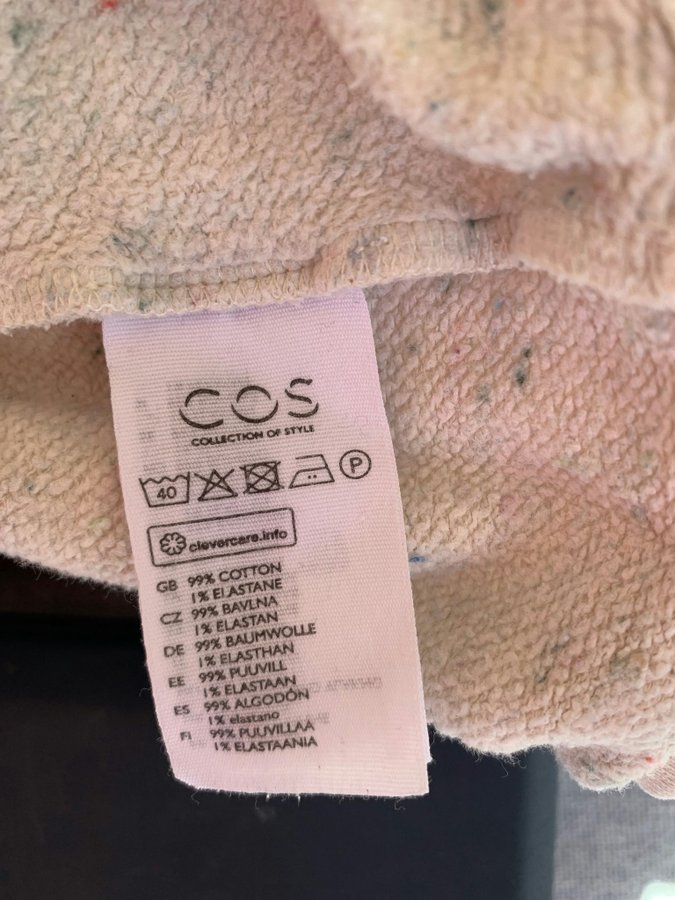 COS
COLLECTION OF STYLE
40 P
clevercare.info
GB 99% COTTON
1% ELASTANE
CZ 99% BAVLNA
1% ELASTAN
DE 99% BAUMWOLLE
1% ELASTHAN
EE 99% PUUVILL
1% ELASTAAN
ES 99% ALGODÓN
1% elastano
FI 99% PUUVILLAA
1% ELASTAANIA